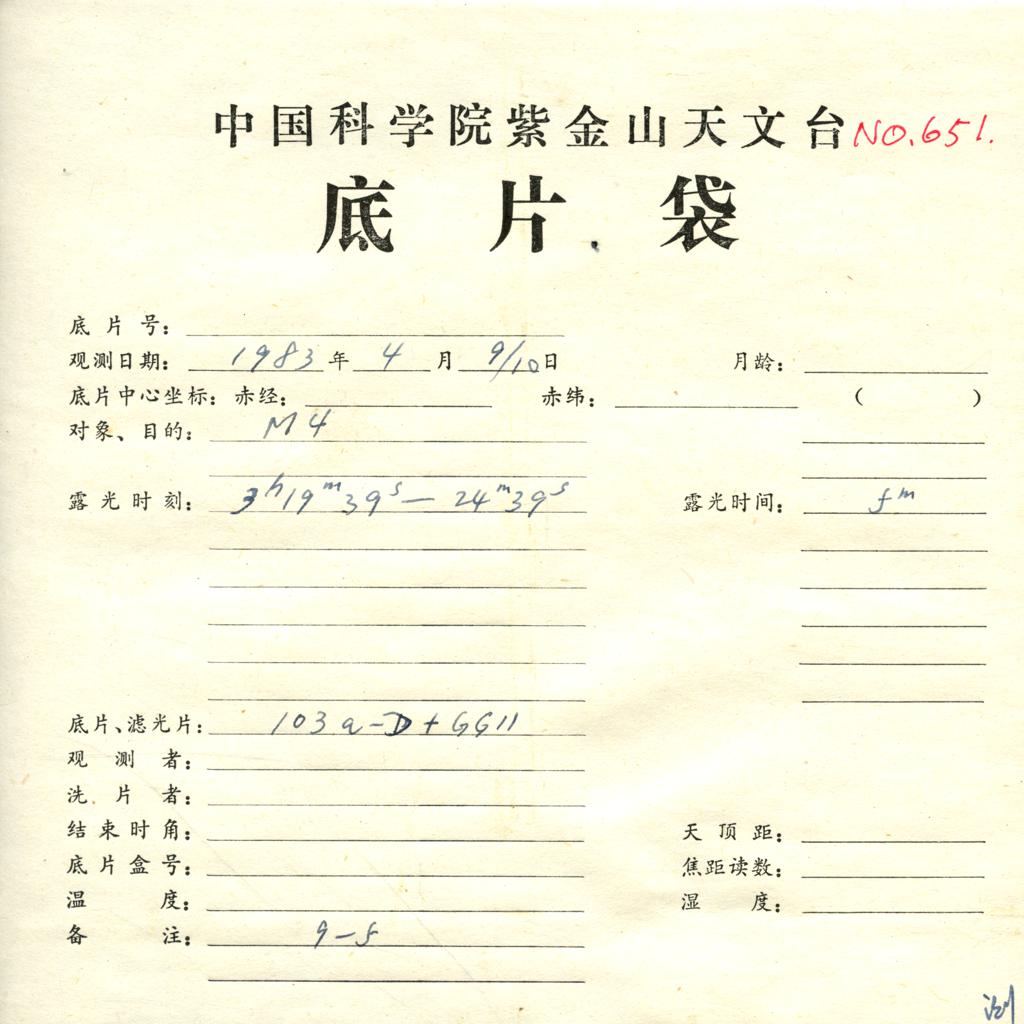 中国科学院紫金山天文台 NO.651.
底片袋
底片号：
观测日期： 1983 年 4 月 9/10 日 月龄：
底片中心坐标：赤经： 赤纬： （ ）
对象、目的： M4
露光时刻： 3h19m39s — 24m39s 露光时间： 5m
底片、滤光片： 103a-D+GG11
观测者：
洗片者：
结束时角： 天顶距：
底片盒号： 焦距读数：
温度： 湿度：
备注： 9-5
测